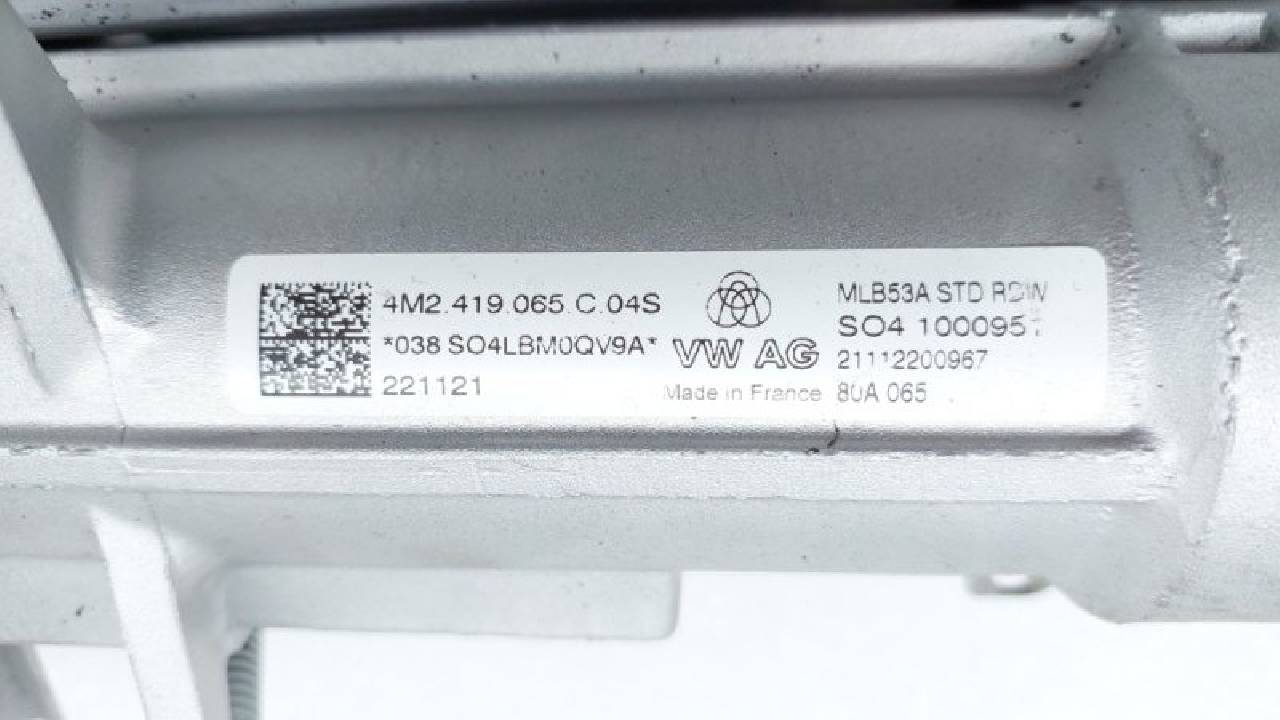 4M2.419.065.C.04S
*038 SO4LBM0QV9A*
221121
VW AG
Made in France
MLB53A STD RDW
SO4 1000951
21112200967
80A 065